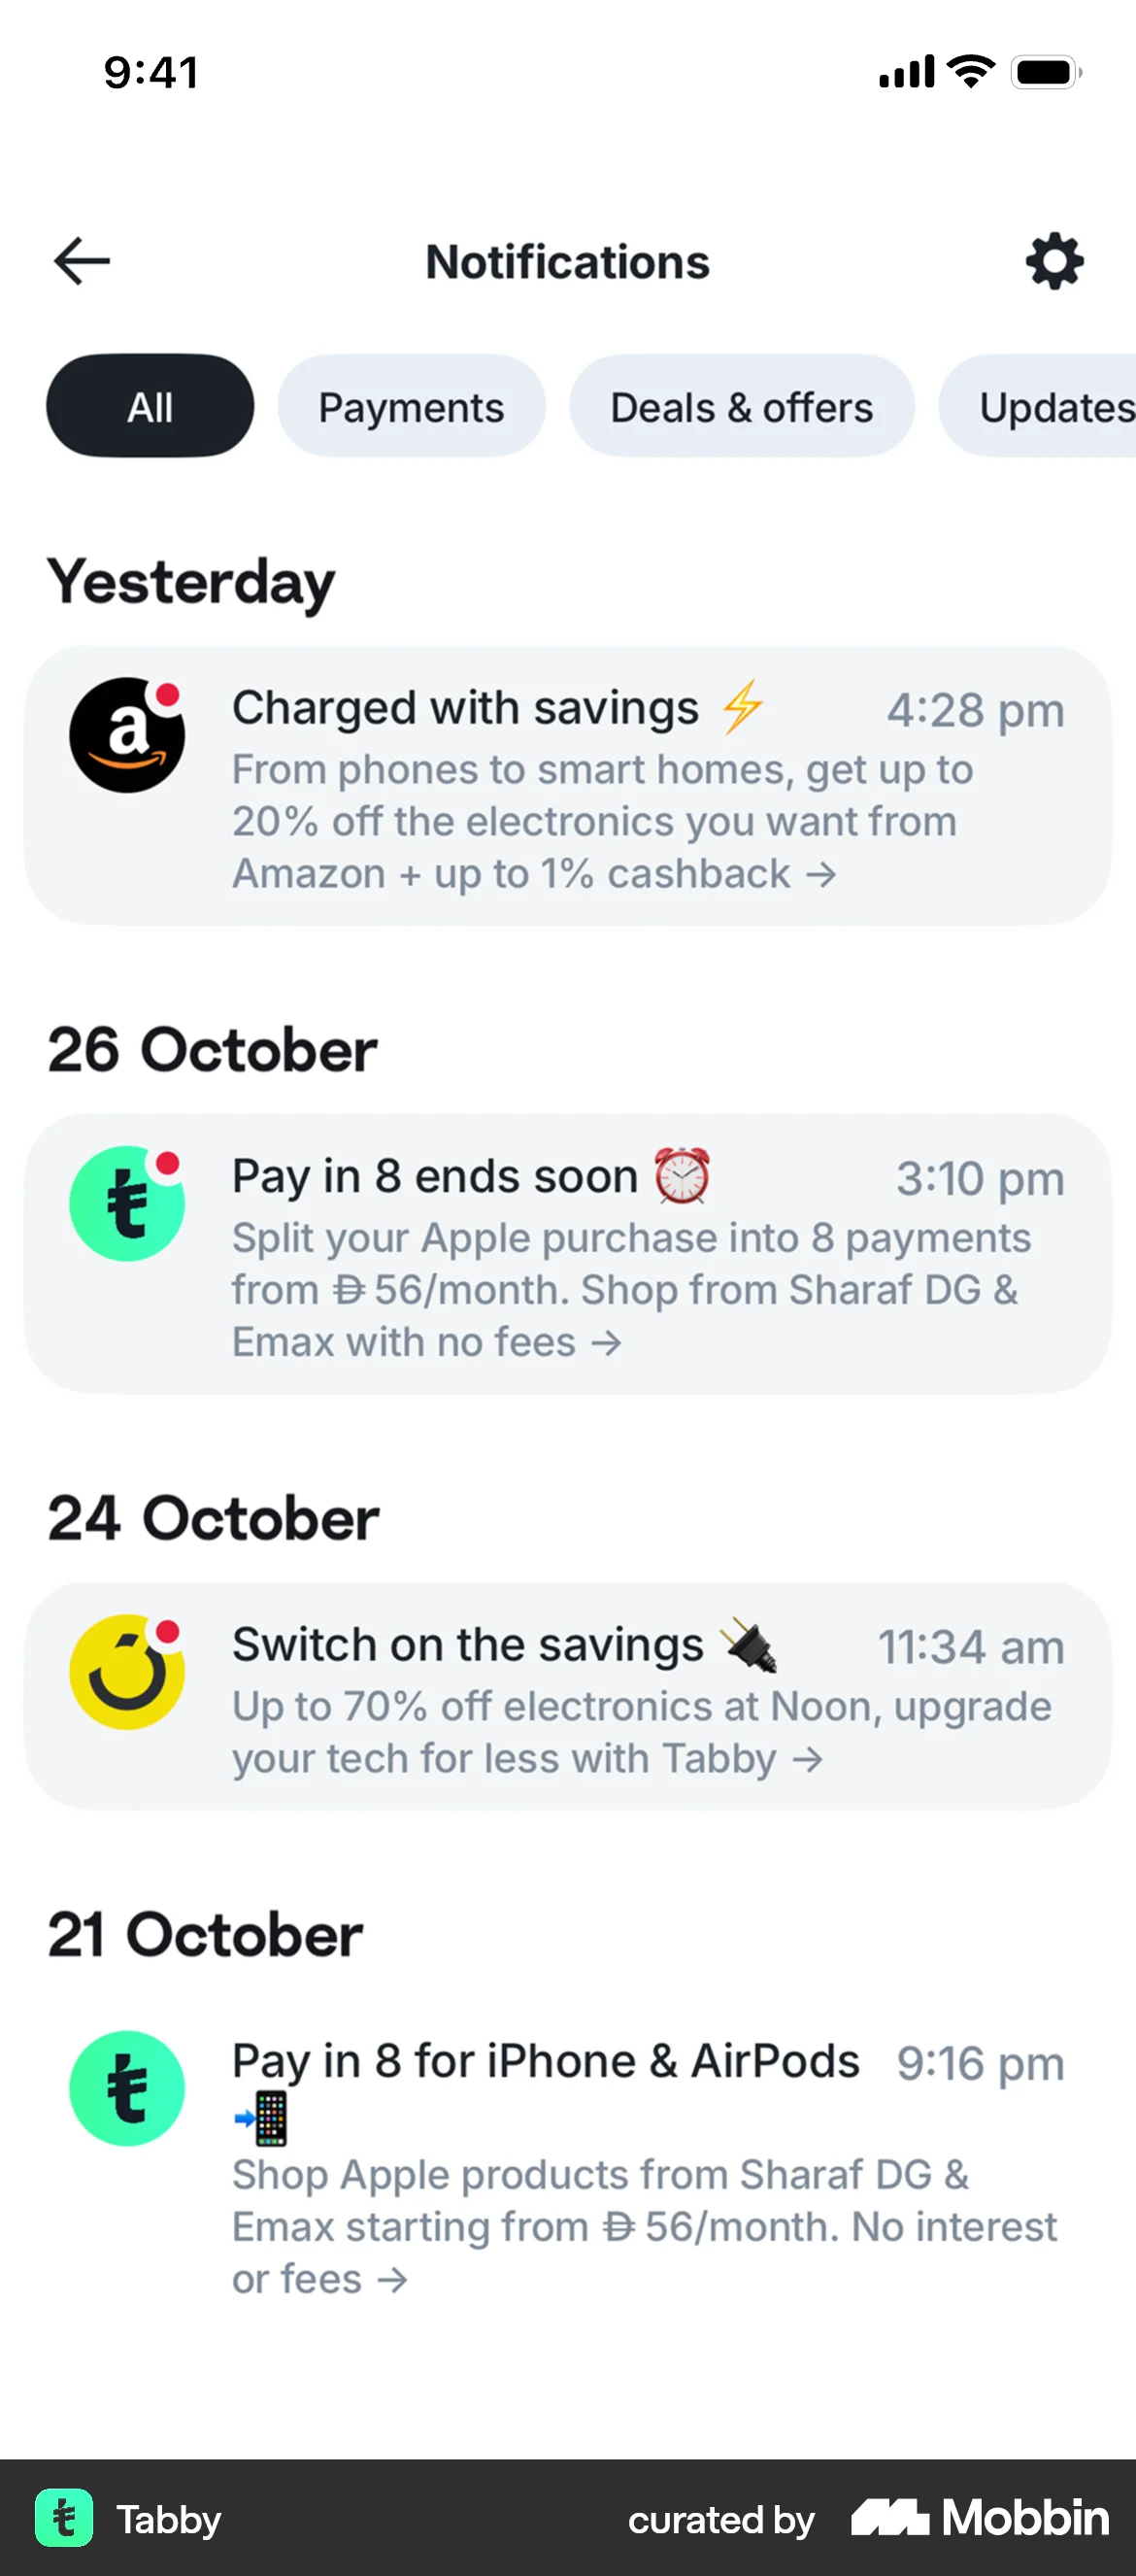 9:41
Notifications
All
Payments
Deals & offers
Updates
Yesterday
Charged with savings ⚡ 4:28 pm
From phones to smart homes, get up to
20% off the electronics you want from
Amazon + up to 1% cashback →
26 October
Pay in 8 ends soon ⏰ 3:10 pm
Split your Apple purchase into 8 payments
from 56/month. Shop from Sharaf DG &
Emax with no fees →
24 October
Switch on the savings 🔌 11:34 am
Up to 70% off electronics at Noon, upgrade
your tech for less with Tabby →
21 October
Pay in 8 for iPhone & AirPods 9:16 pm
📲
Shop Apple products from Sharaf DG &
Emax starting from 56/month. No interest
or fees →
Tabby
curated by Mobbin